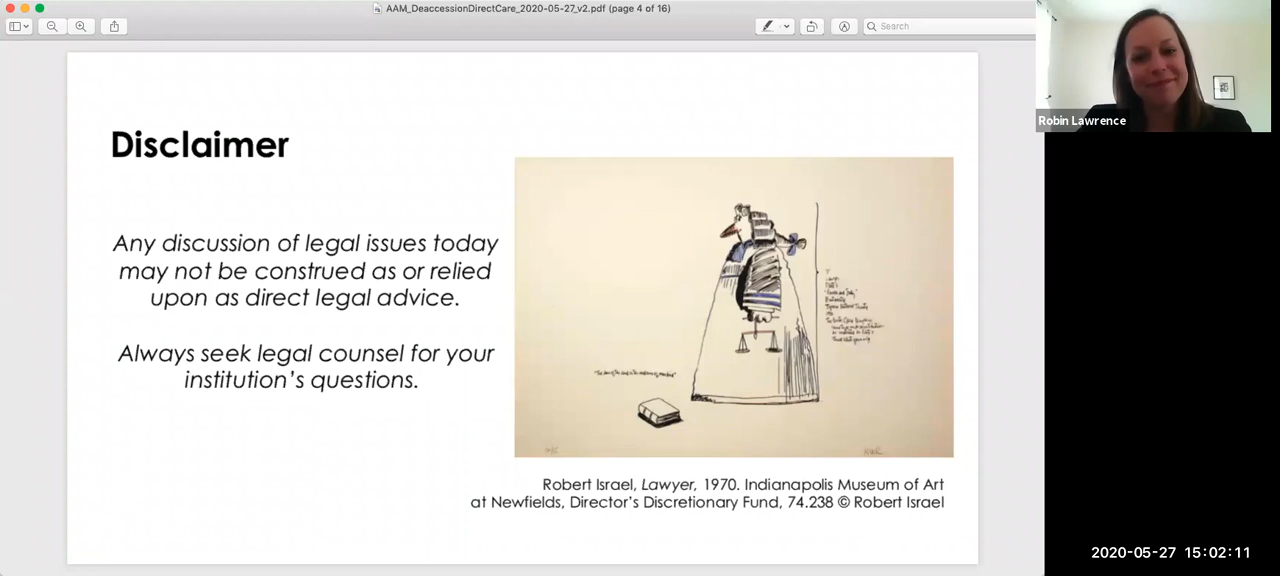 AAM_DeaccessionDirectCare_2020-05-27_v2.pdf (page 4 of 16)
Search
Robin Lawrence
Disclaimer
Any discussion of legal issues today
may not be construed as or relied
upon as direct legal advice.
Always seek legal counsel for your
institution's questions.
Robert Israel, Lawyer, 1970. Indianapolis Museum of Art
at Newfields, Director's Discretionary Fund, 74.238 © Robert Israel
2020-05-27 15:02:11